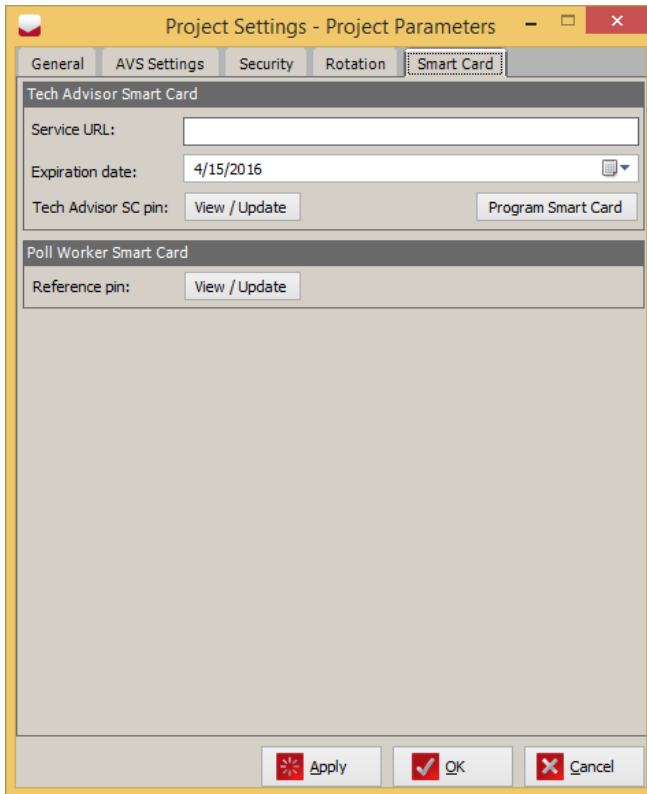 Project Settings - Project Parameters
General AVS Settings Security Rotation Smart Card
Tech Advisor Smart Card
Service URL:
Expiration date: 4/15/2016
Tech Advisor SC pin: View / Update Program Smart Card
Poll Worker Smart Card
Reference pin: View / Update
Apply OK Cancel